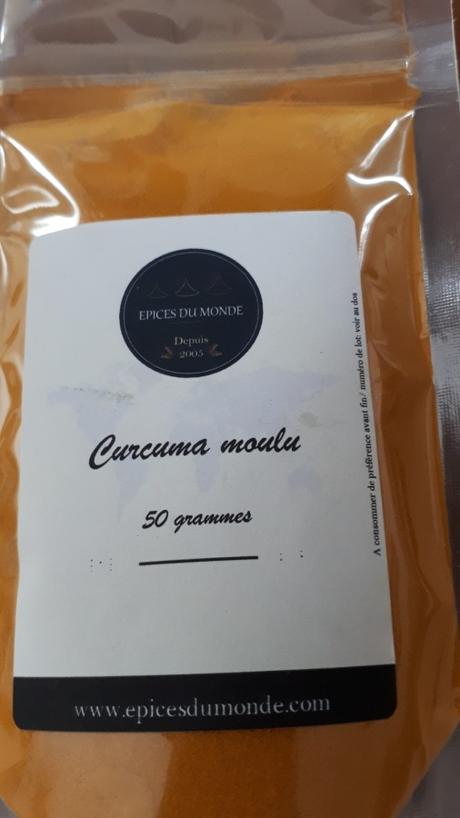 EPICES DU MONDE
Depuis
2005
Curcuma moulu
50 grammes
www.epicesdumonde.com
A consommer de préférence avant fin/ numéro de lot: voir au dos